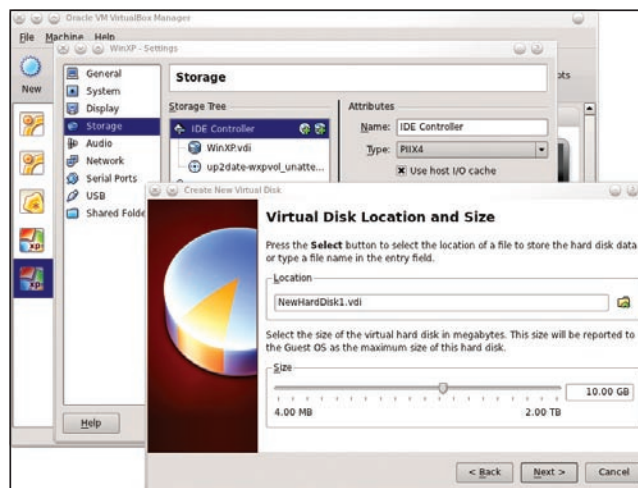 Oracle VM VirtualBox Manager
File Machine Help
New
WinXP - Settings
General
System
Display
Storage
Audio
Network
Serial Ports
USB
Shared Folde
Help
Storage
Storage Tree
IDE Controller
WinXP.vdi
up2date-wxpvol_unatte...
Attributes
Name: IDE Controller
Type: PIIX4
Use host I/O cache
Create New Virtual Disk
Virtual Disk Location and Size
Press the Select button to select the location of a file to store the hard disk data
or type a file name in the entry field.
Location
NewHardDisk1.vdi
Select the size of the virtual hard disk in megabytes. This size will be reported to
the Guest OS as the maximum size of this hard disk.
Size
10.00 GB
4.00 MB 2.00 TB
< Back Next > Cancel